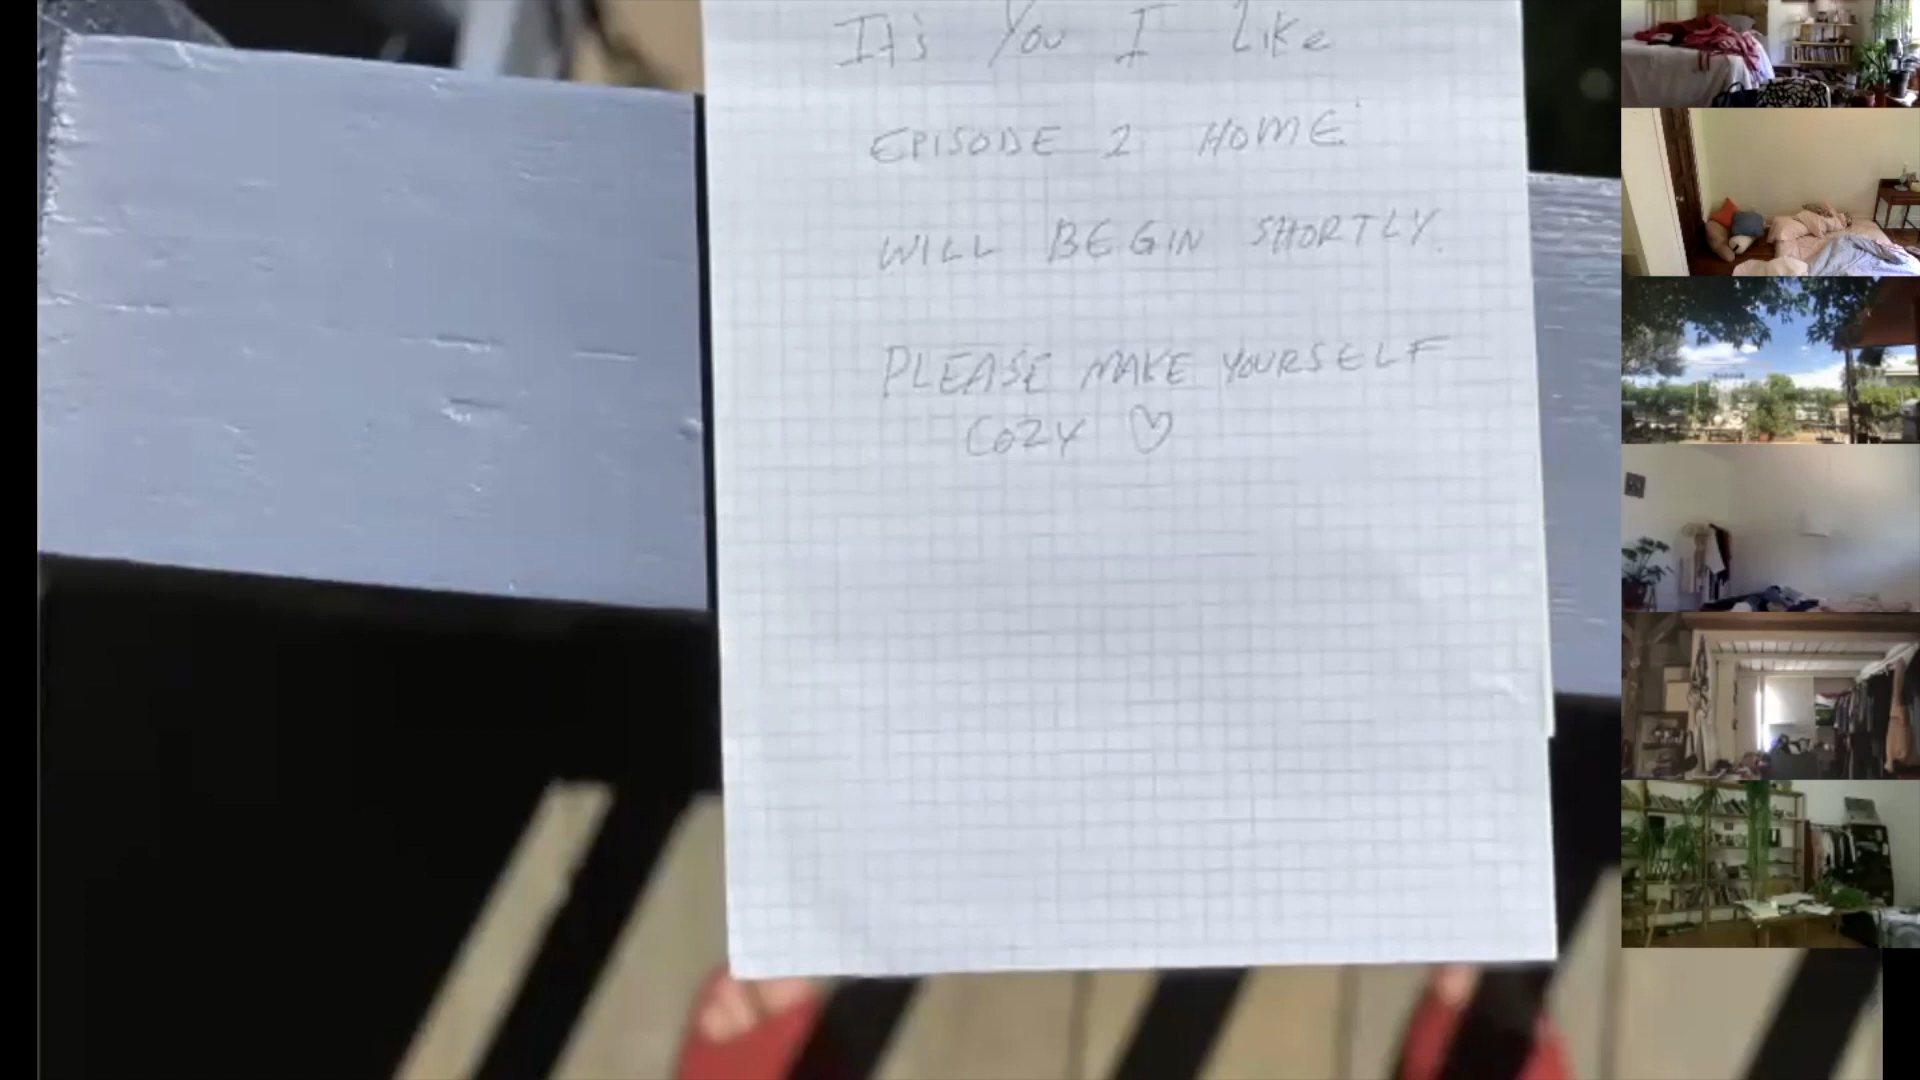 It's You I Like
EPISODE 2 HOME
WILL BEGIN SHORTLY.
PLEASE MAKE YOURSELF
COZY ♡